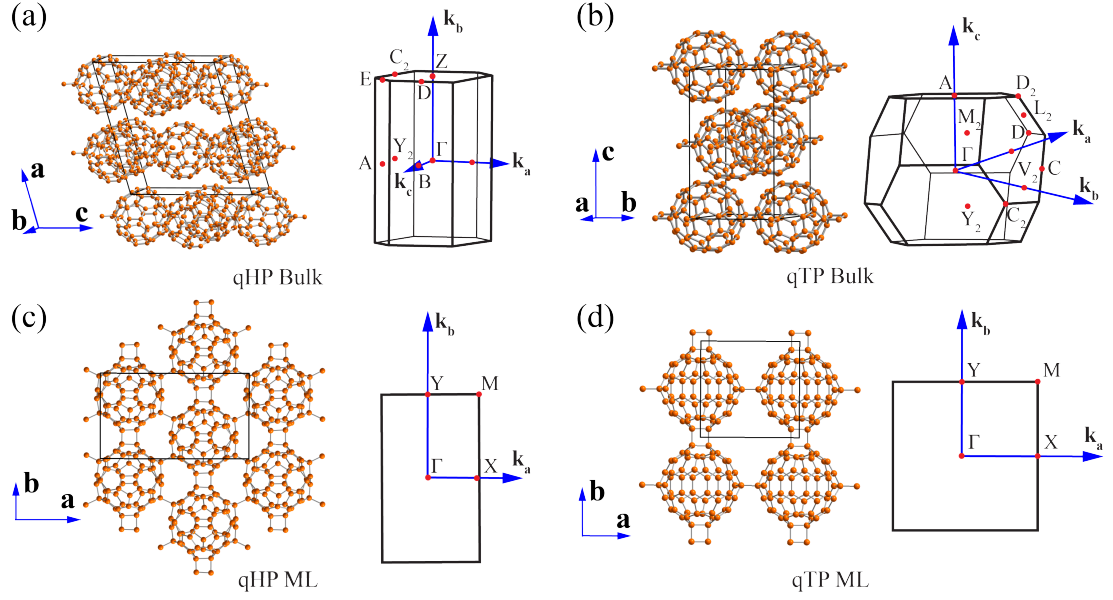 (a)
a
b
c
qHP Bulk
k_b
E
C_2
Z
D
A
Y_2
Γ
B
k_c
k_a
(b)
c
a
b
qTP Bulk
k_c
A
D_2
L_2
M_2
D
k_a
Γ
V_2
C
k_b
Y_2
C_2
(c)
b
a
qHP ML
k_b
Y
M
Γ
X
k_a
(d)
b
a
qTP ML
k_b
Y
M
Γ
X
k_a